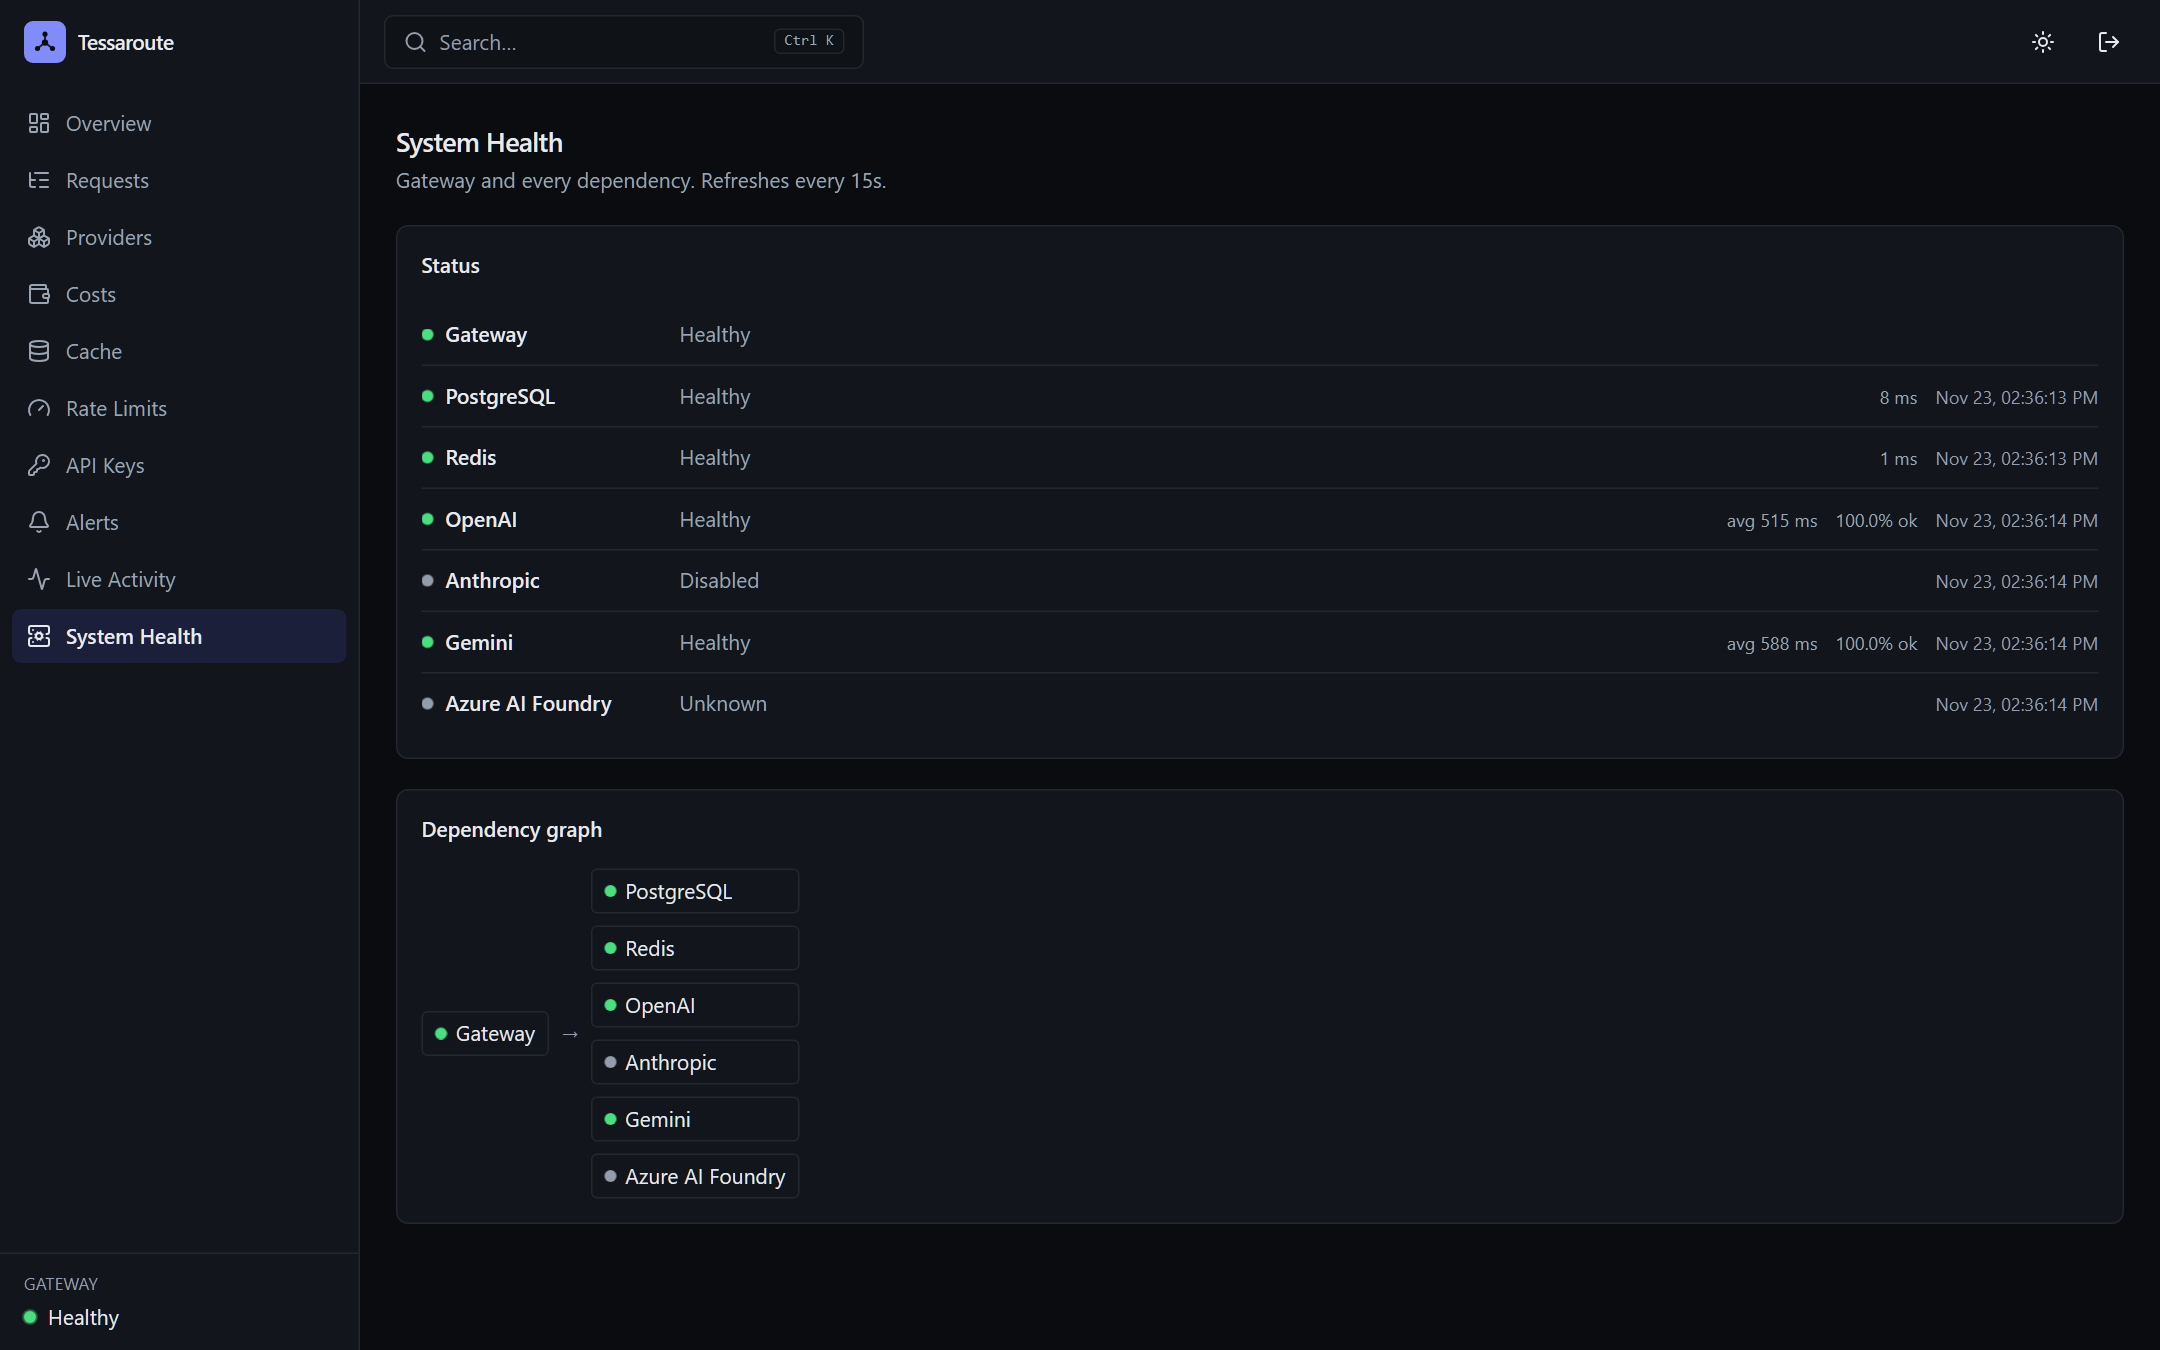 Tessaroute
Search...
Ctrl K
Overview
Requests
Providers
Costs
Cache
Rate Limits
API Keys
Alerts
Live Activity
System Health
GATEWAY
Healthy
System Health
Gateway and every dependency. Refreshes every 15s.
Status
Gateway Healthy
PostgreSQL Healthy 8 ms Nov 23, 02:36:13 PM
Redis Healthy 1 ms Nov 23, 02:36:13 PM
OpenAI Healthy avg 515 ms 100.0% ok Nov 23, 02:36:14 PM
Anthropic Disabled Nov 23, 02:36:14 PM
Gemini Healthy avg 588 ms 100.0% ok Nov 23, 02:36:14 PM
Azure AI Foundry Unknown Nov 23, 02:36:14 PM
Dependency graph
Gateway →
PostgreSQL
Redis
OpenAI
Anthropic
Gemini
Azure AI Foundry